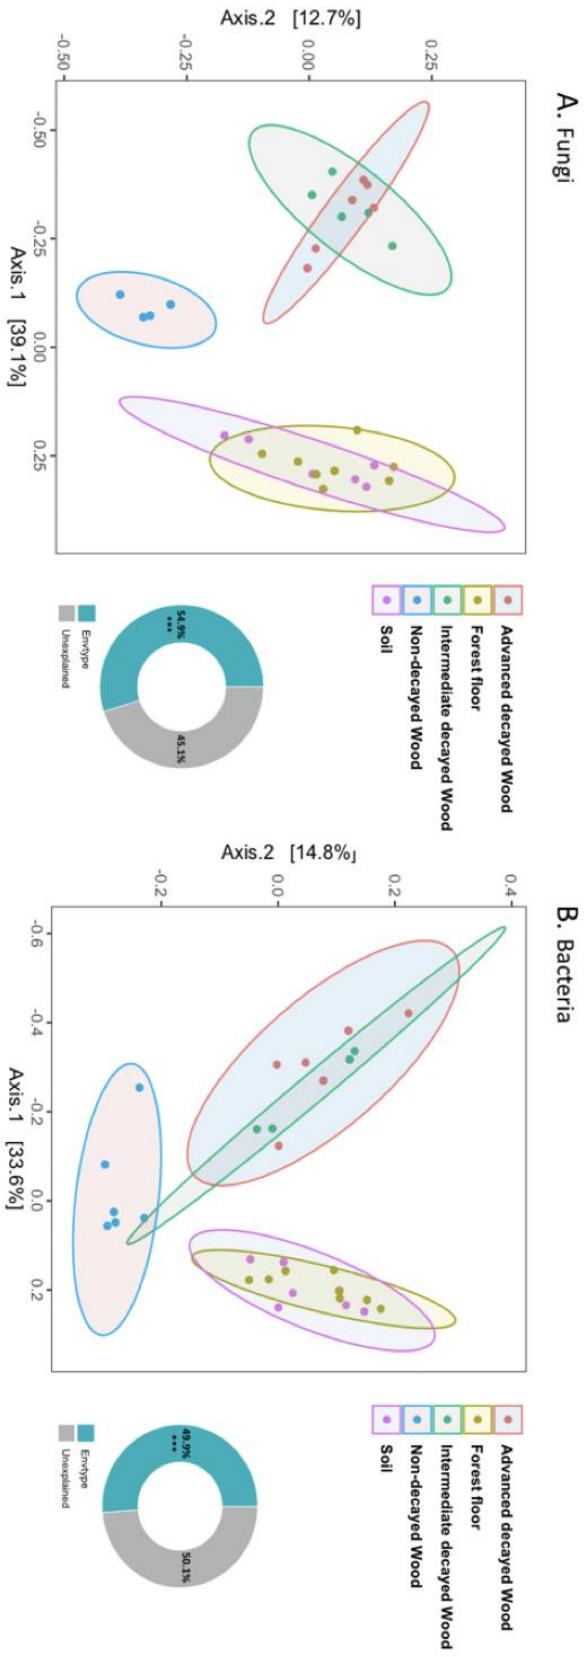 A. Fungi
Axis.2 [12.7%]
0.25
0.00
-0.25
-0.50
-0.50
-0.25
0.00
0.25
Axis.1 [39.1%]
Advanced decayed Wood
Forest floor
Intermediate decayed Wood
Non-decayed Wood
Soil
54.9%
***
45.1%
Envtype
Unexplained
B. Bacteria
Axis.2 [14.8%]
0.4
0.2
0.0
-0.2
-0.6
-0.4
-0.2
0.0
0.2
Axis.1 [33.6%]
Advanced decayed Wood
Forest floor
Intermediate decayed Wood
Non-decayed Wood
Soil
49.9%
***
50.1%
Envtype
Unexplained